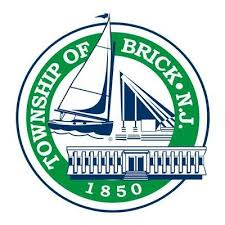 TOWNSHIP OF BRICK • N.J.
1850